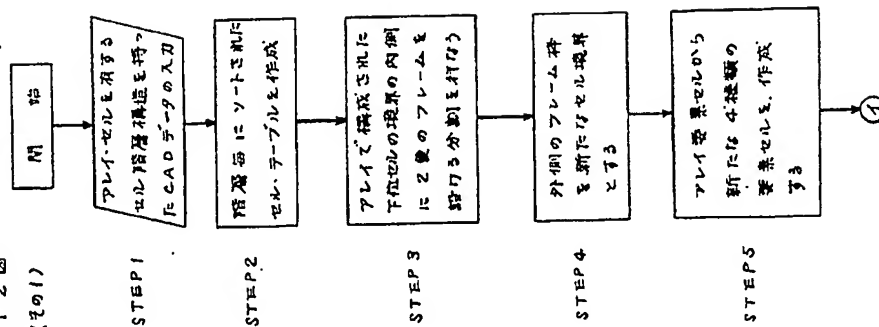 12図
(その1)
開始
STEP1
アレイ・セルを有する
セル階層構造を持っ
たCADデータの入力
STEP2
階層毎にソートされた
セル、テーブルを作成
STEP3
アレイで構成された
下位セルの境界の内側
に2重のフレームを
設ける分割を行なう
STEP4
外側のフレーム枠
を新たなセル境界
とする
STEP5
アレイ要素セルから
新たな4種類の
要素セルを、作成
する
イ